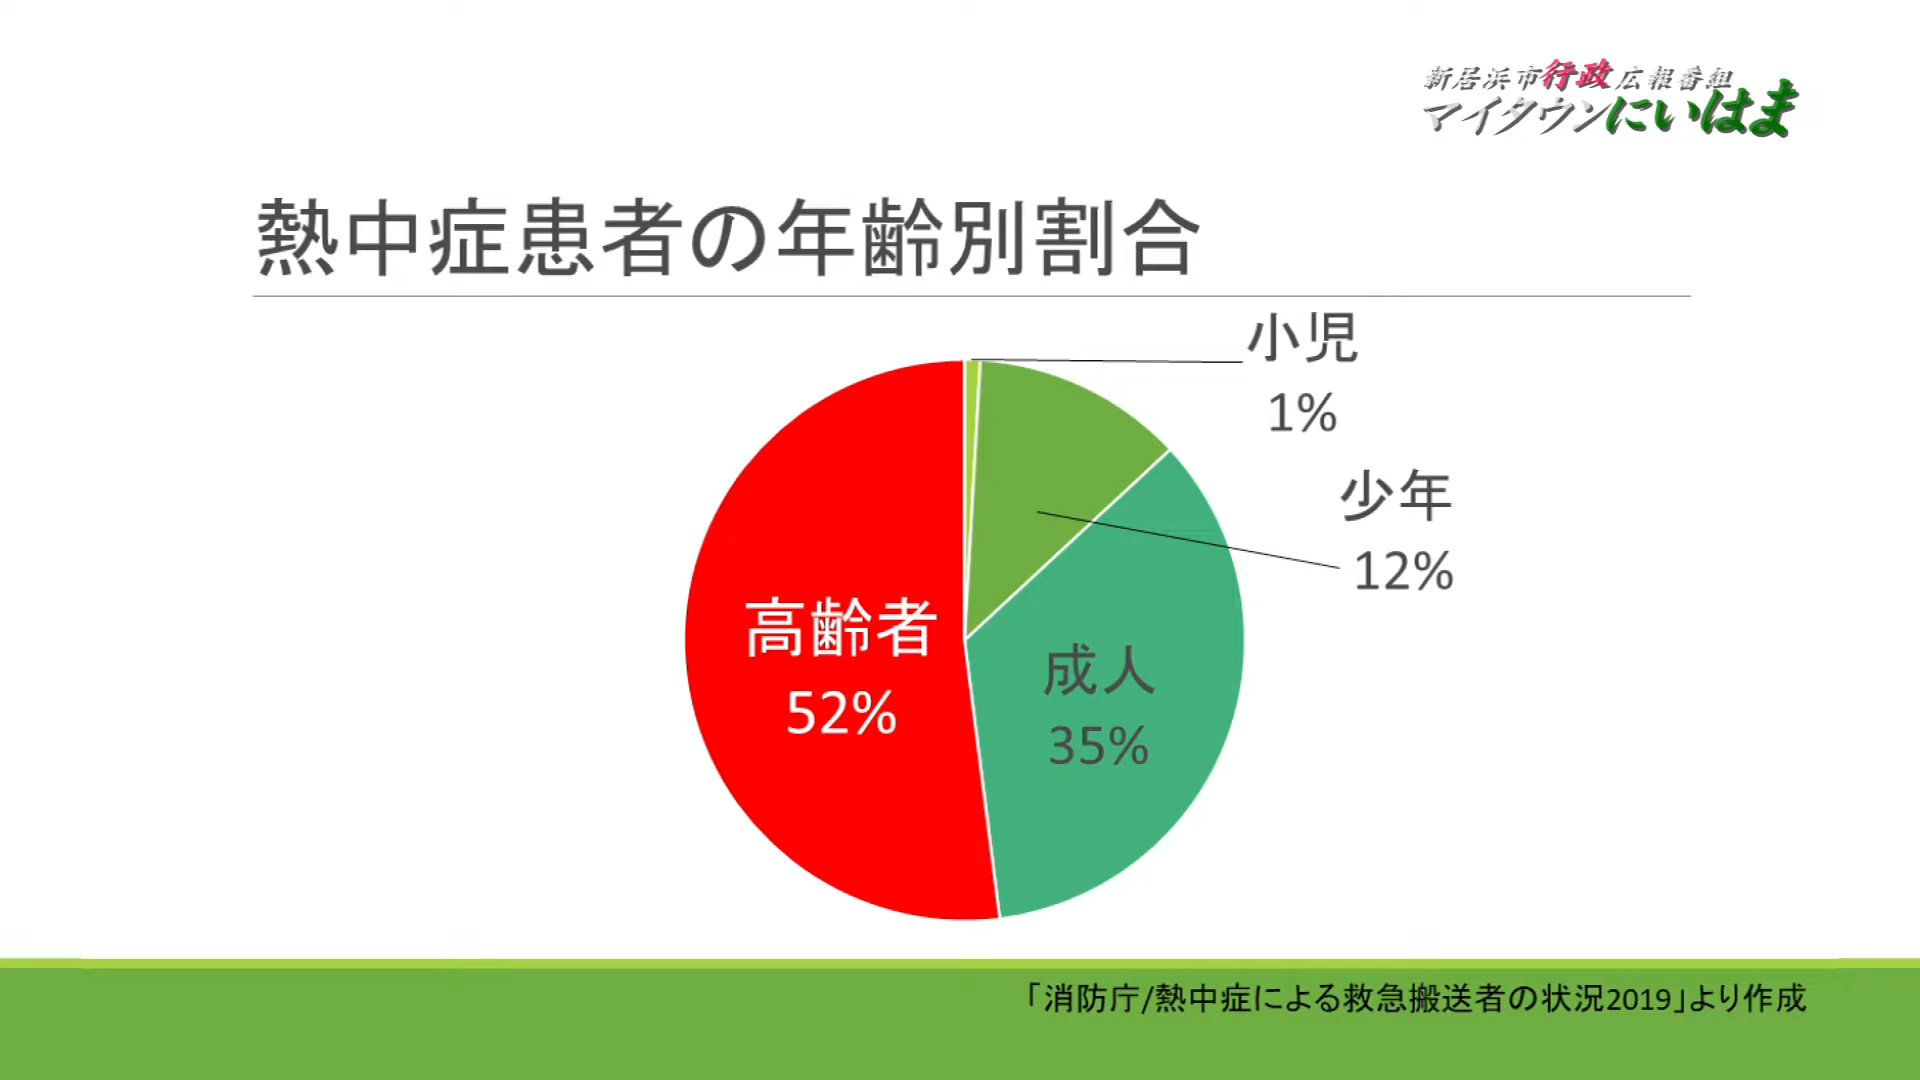 新居浜市行政広報番組
マイタウンにいはま
熱中症患者の年齢別割合
小児
1%
少年
12%
高齢者
52%
成人
35%
「消防庁/熱中症による救急搬送者の状況2019」より作成